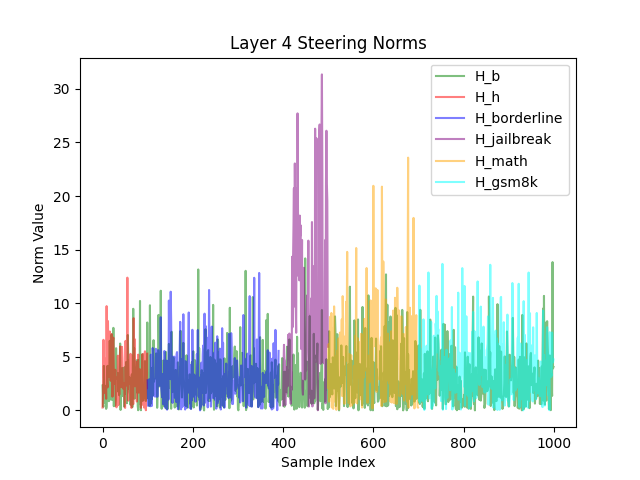 Layer 4 Steering Norms
Norm Value
30
25
20
15
10
5
0
H_b
H_h
H_borderline
H_jailbreak
H_math
H_gsm8k
0 200 400 600 800 1000
Sample Index